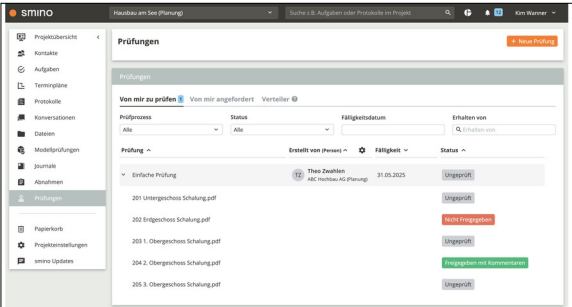 smino
Hausbau am See (Planung)
Suche z.B. Aufgaben oder Protokolle im Projekt
Kim Wanner
Projektübersicht
Kontakte
Aufgaben
Terminpläne
Protokolle
Konversationen
Dateien
Modellprüfungen
Journale
Abnahmen
Prüfungen
Papierkorb
Projekteinstellungen
smino Updates
Prüfungen
+ Neue Prüfung
Prüfungen
Von mir zu prüfen 1 Von mir angefordert Verteiler
Prüfprozess Status Fälligkeitsdatum Erhalten von
Alle Alle Erhalten von
Prüfung Erstellt von (Person) Fälligkeit Status
Einfache Prüfung TZ Theo Zwahlen 31.05.2025 Ungeprüft
ABC Hochbau AG (Planung)
201 Untergeschoss Schalung.pdf Ungeprüft
202 Erdgeschoss Schalung.pdf Nicht Freigegeben
203 1. Obergeschoss Schalung.pdf Ungeprüft
204 2. Obergeschoss Schalung.pdf Freigegeben mit Kommentaren
205 3. Obergeschoss Schalung.pdf Ungeprüft